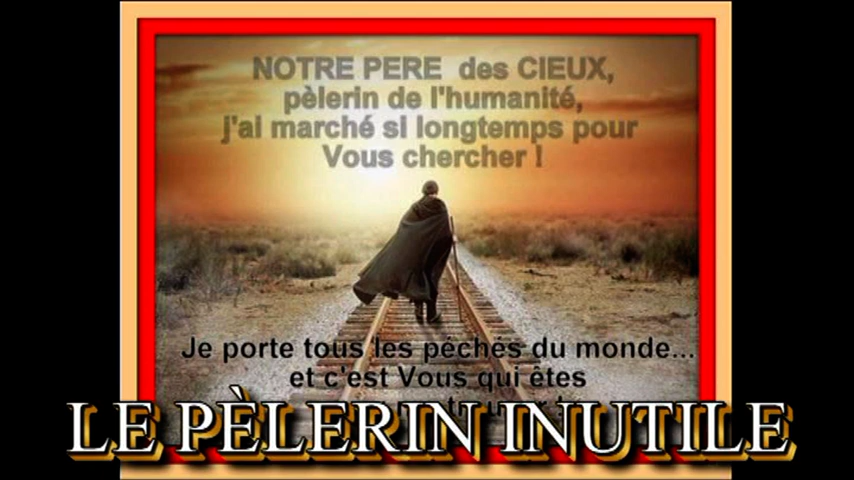 NOTRE PERE des CIEUX,
pèlerin de l'humanité,
j'ai marché si longtemps pour
Vous chercher !
Je porte tous les péchés du monde...
et c'est Vous qui êtes
LE PÈLERIN INUTILE